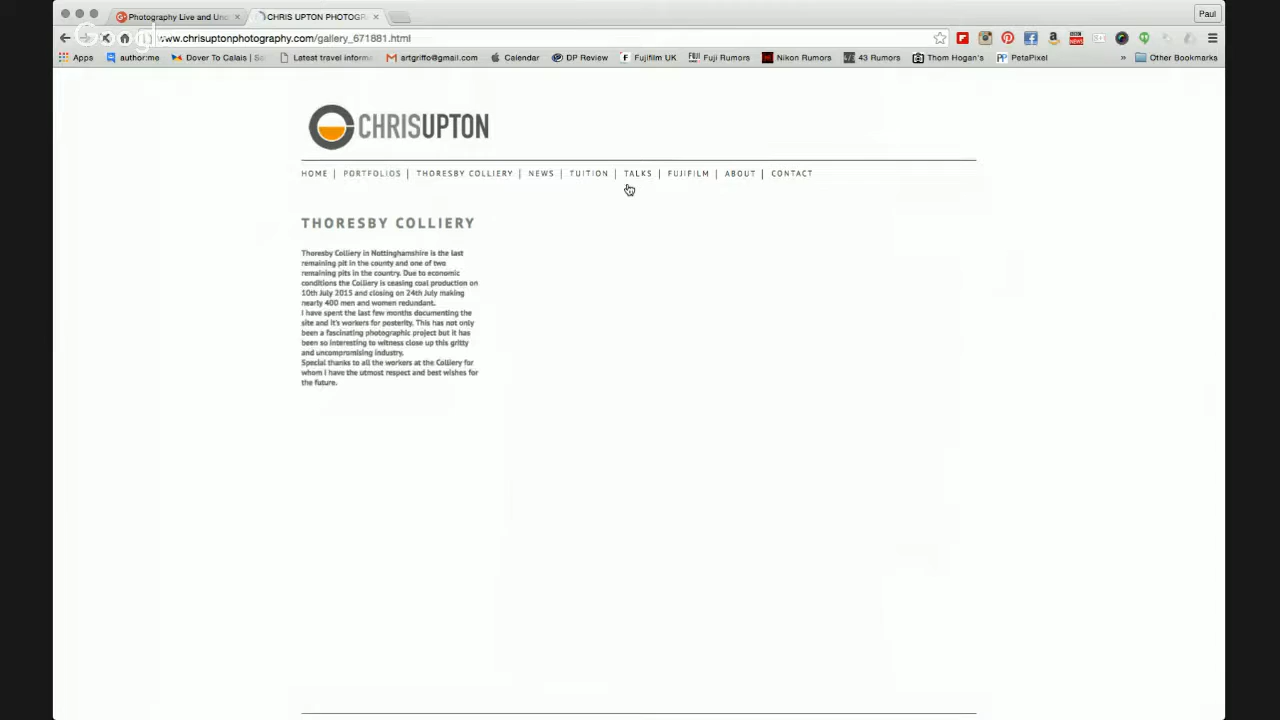 Photography Live and Unc
CHRIS UPTON PHOTOGR
Paul
www.chrisuptonphotography.com/gallery_671881.html
Apps author:me Dover To Calais | Sa Latest travel inform artgriffo@gmail.com Calendar DP Review Fujifilm UK Fuji Rumors Nikon Rumors 43 Rumors Thom Hogan's PetaPixel » Other Bookmarks
CHRISUPTON
HOME | PORTFOLIOS | THORESBY COLLIERY | NEWS | TUITION | TALKS | FUJIFILM | ABOUT | CONTACT
THORESBY COLLIERY
Thoresby Colliery in Nottinghamshire is the last
remaining pit in the county and one of two
remaining pits in the country. Due to economic
conditions the Colliery is ceasing coal production on
10th July 2015 and closing on 24th July making
nearly 400 men and women redundant.
I have spent the last few months documenting the
site and it's workers for posterity. This has not only
been a fascinating photographic project but it has
been so interesting to witness close up this gritty
and uncompromising industry.
Special thanks to all the workers at the Colliery for
whom I have the utmost respect and best wishes for
the future.